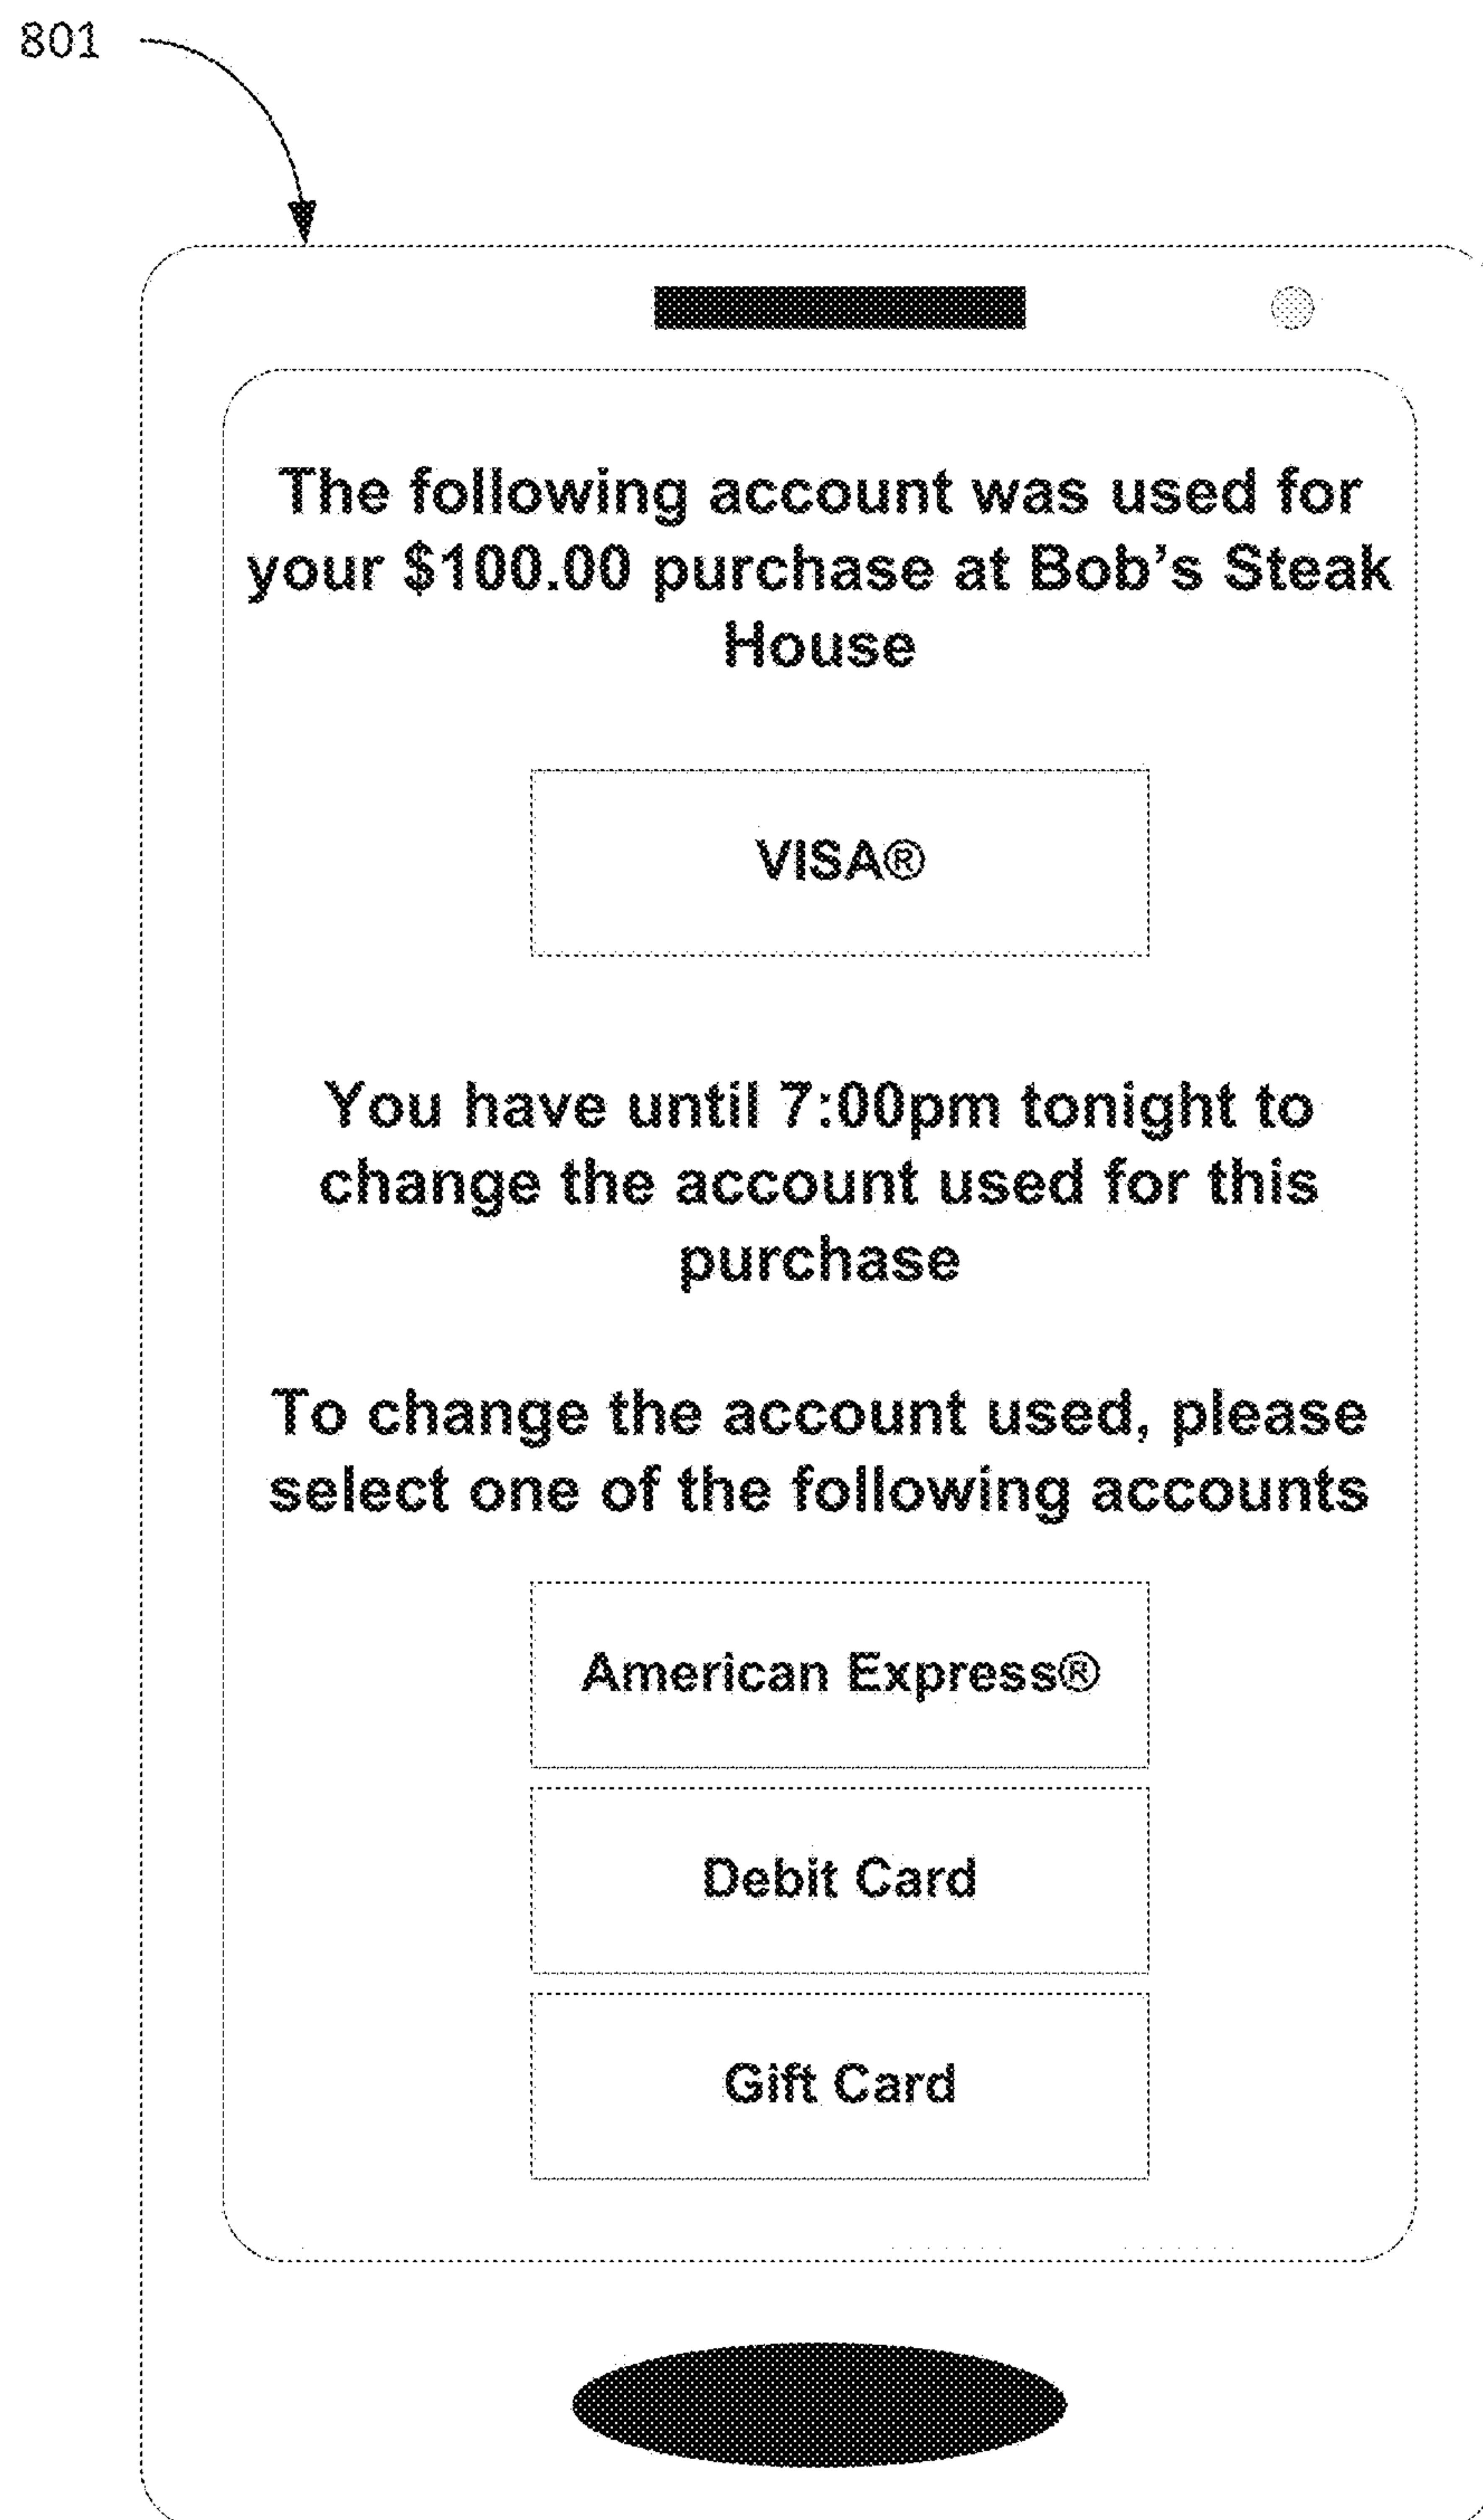 801
The following account was used for
your $100.00 purchase at Bob’s Steak
House
VISA®
You have until 7:00pm tonight to
change the account used for this
purchase
To change the account used, please
select one of the following accounts
American Express®
Debit Card
Gift Card